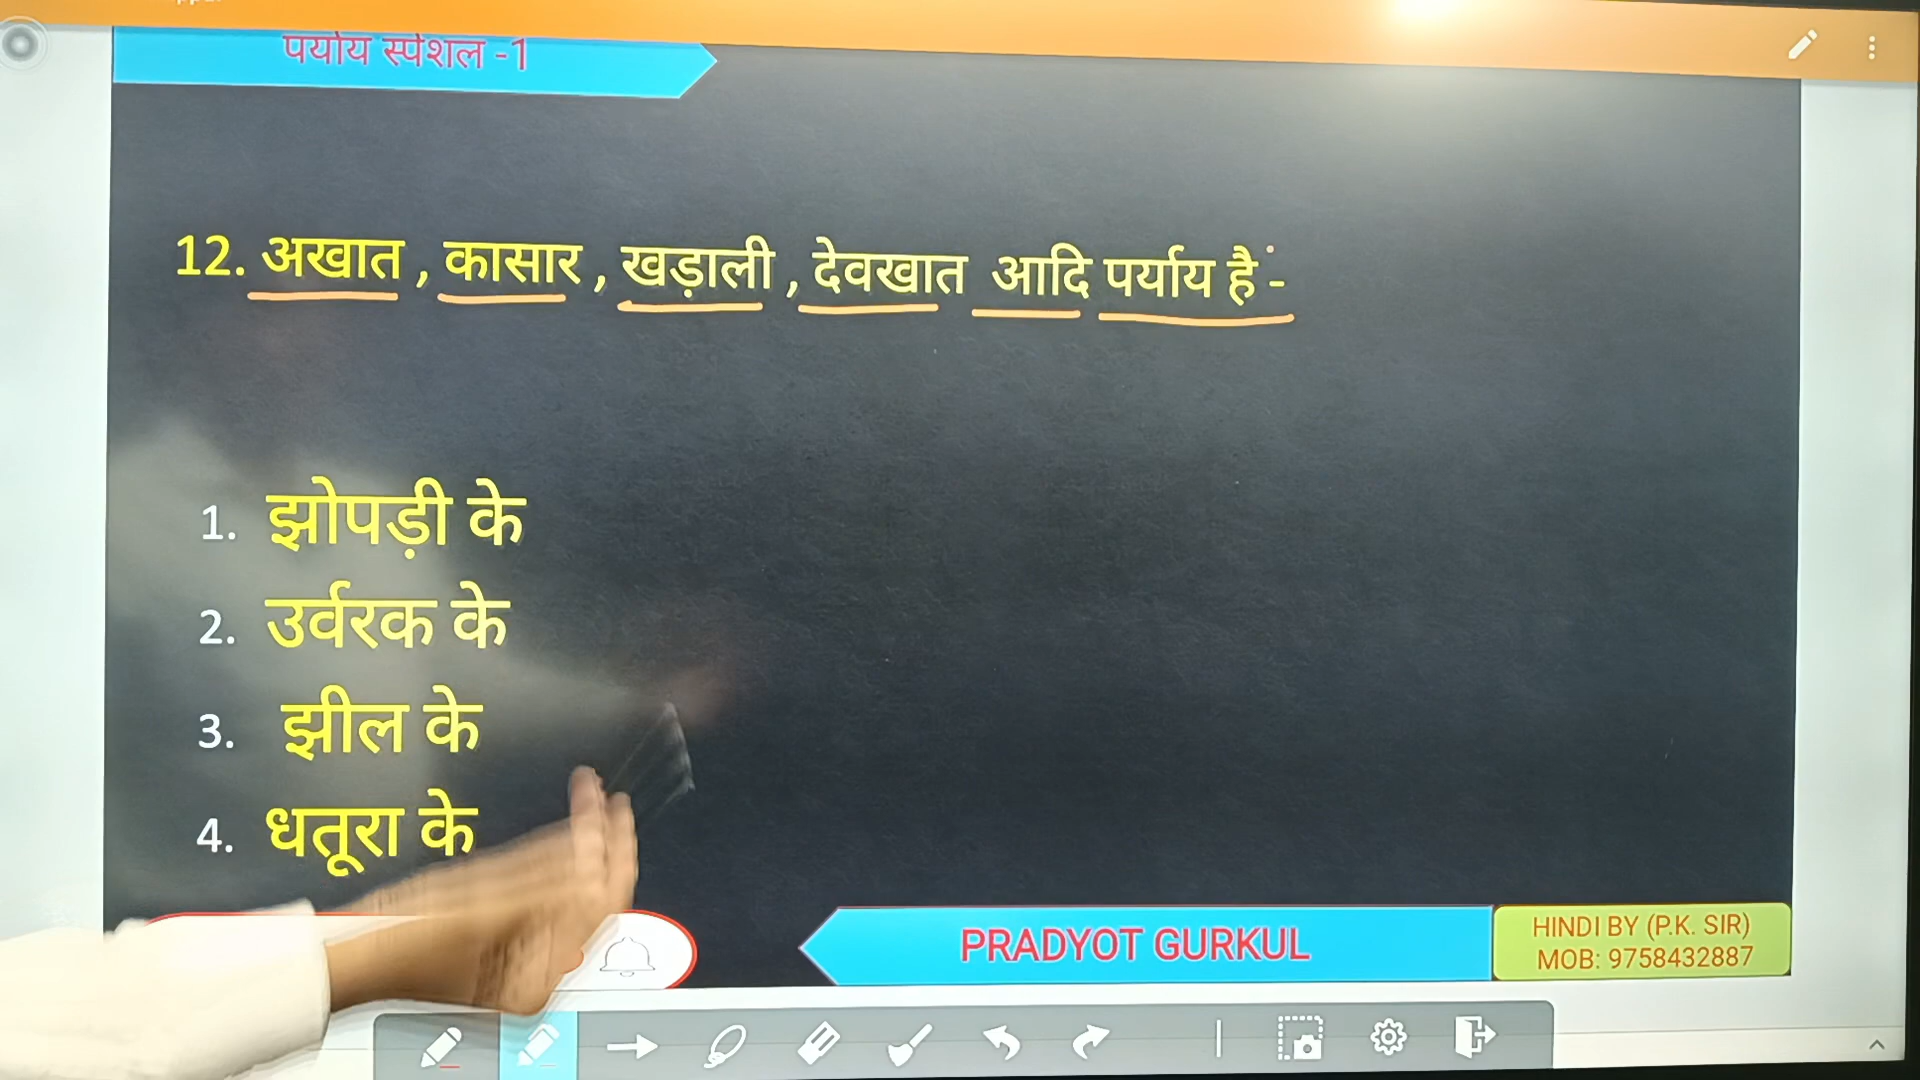 पर्याय स्पेशल -1
12. अखात , कासार , खड़ाली , देवखात आदि पर्याय है -
1. झोपड़ी के
2. उर्वरक के
3. झील के
4. धतूरा के
PRADYOT GURKUL
HINDI BY (P.K. SIR)
MOB: 9758432887